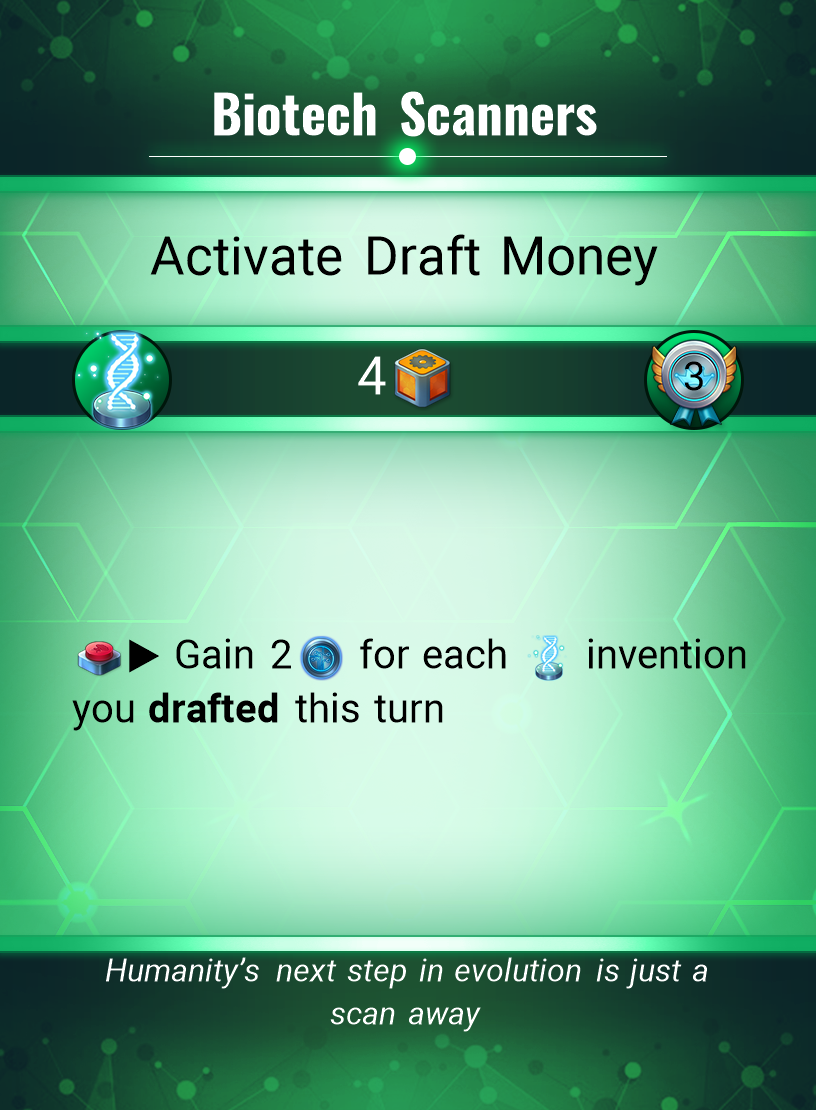 Biotech Scanners
Activate Draft Money
4
3
Gain 2 for each invention
you drafted this turn
Humanity’s next step in evolution is just a
scan away